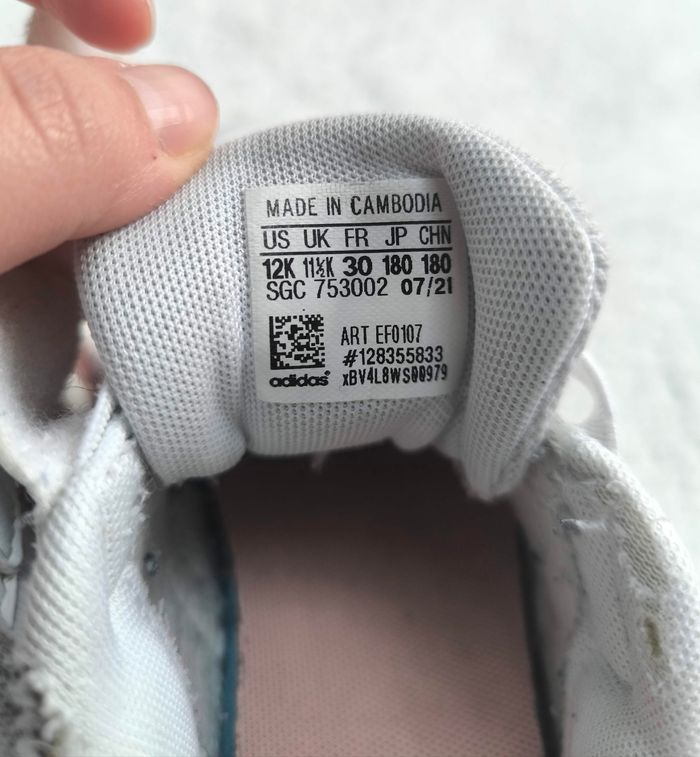 MADE IN CAMBODIA
US UK FR JP CHN
12K 11½K 30 180 180
SGC 753002 07/21
ART EF0107
#128355833
adidas xBV4L8WS00979